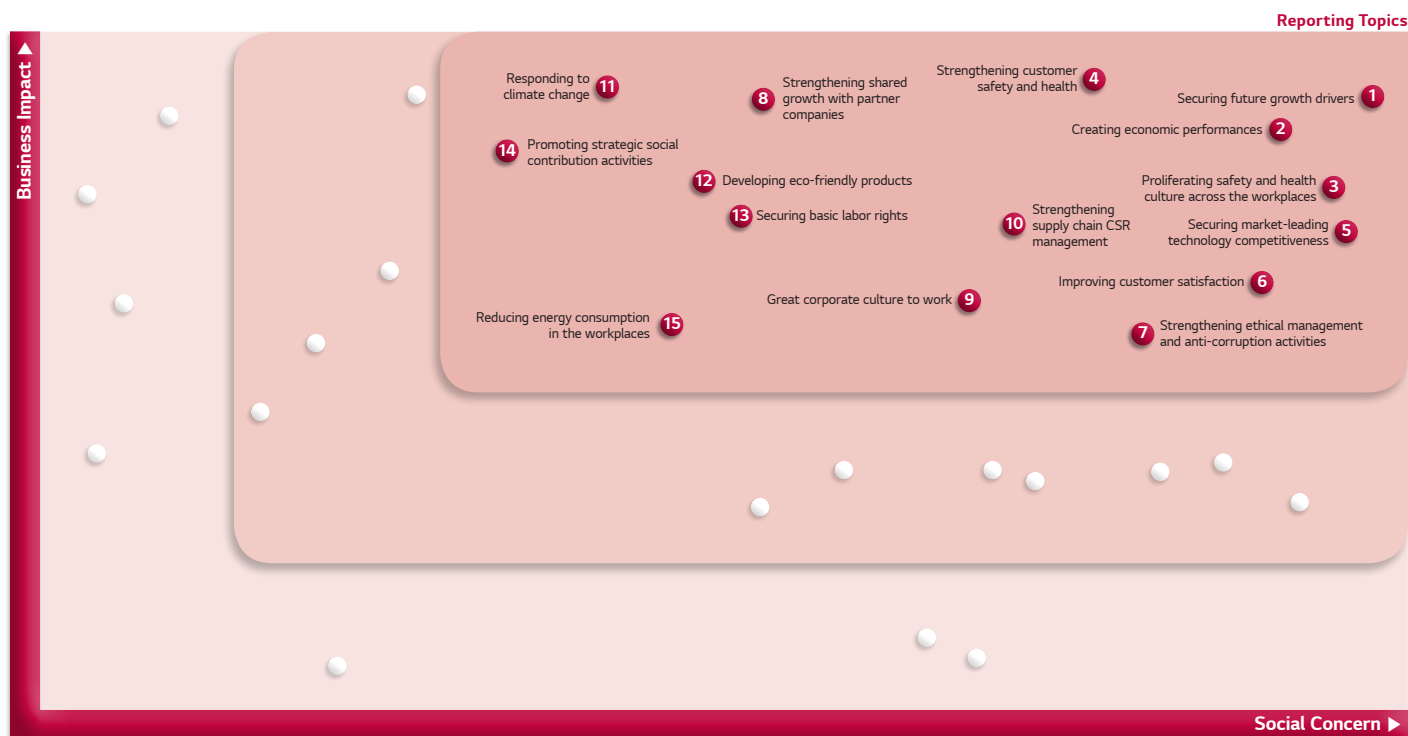 Reporting Topics
Business Impact ▲
Responding to
climate change
11
8
Strengthening shared
growth with partner
companies
Strengthening customer
safety and health
4
Securing future growth drivers
1
Creating economic performances
2
14
Promoting strategic social
contribution activities
12
Developing eco-friendly products
Proliferating safety and health
culture across the workplaces
3
13
Securing basic labor rights
10
Strengthening
supply chain CSR
management
Securing market-leading
technology competitiveness
5
Improving customer satisfaction
6
Great corporate culture to work
9
Reducing energy consumption
in the workplaces
15
7
Strengthening ethical management
and anti-corruption activities
Social Concern ▶